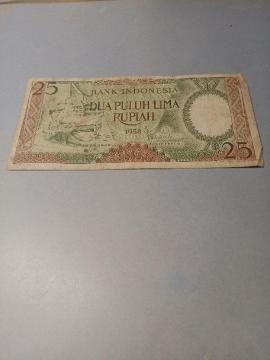 25
BANK INDONESIA
DUA PULUH LIMA
RUPIAH
1958
25